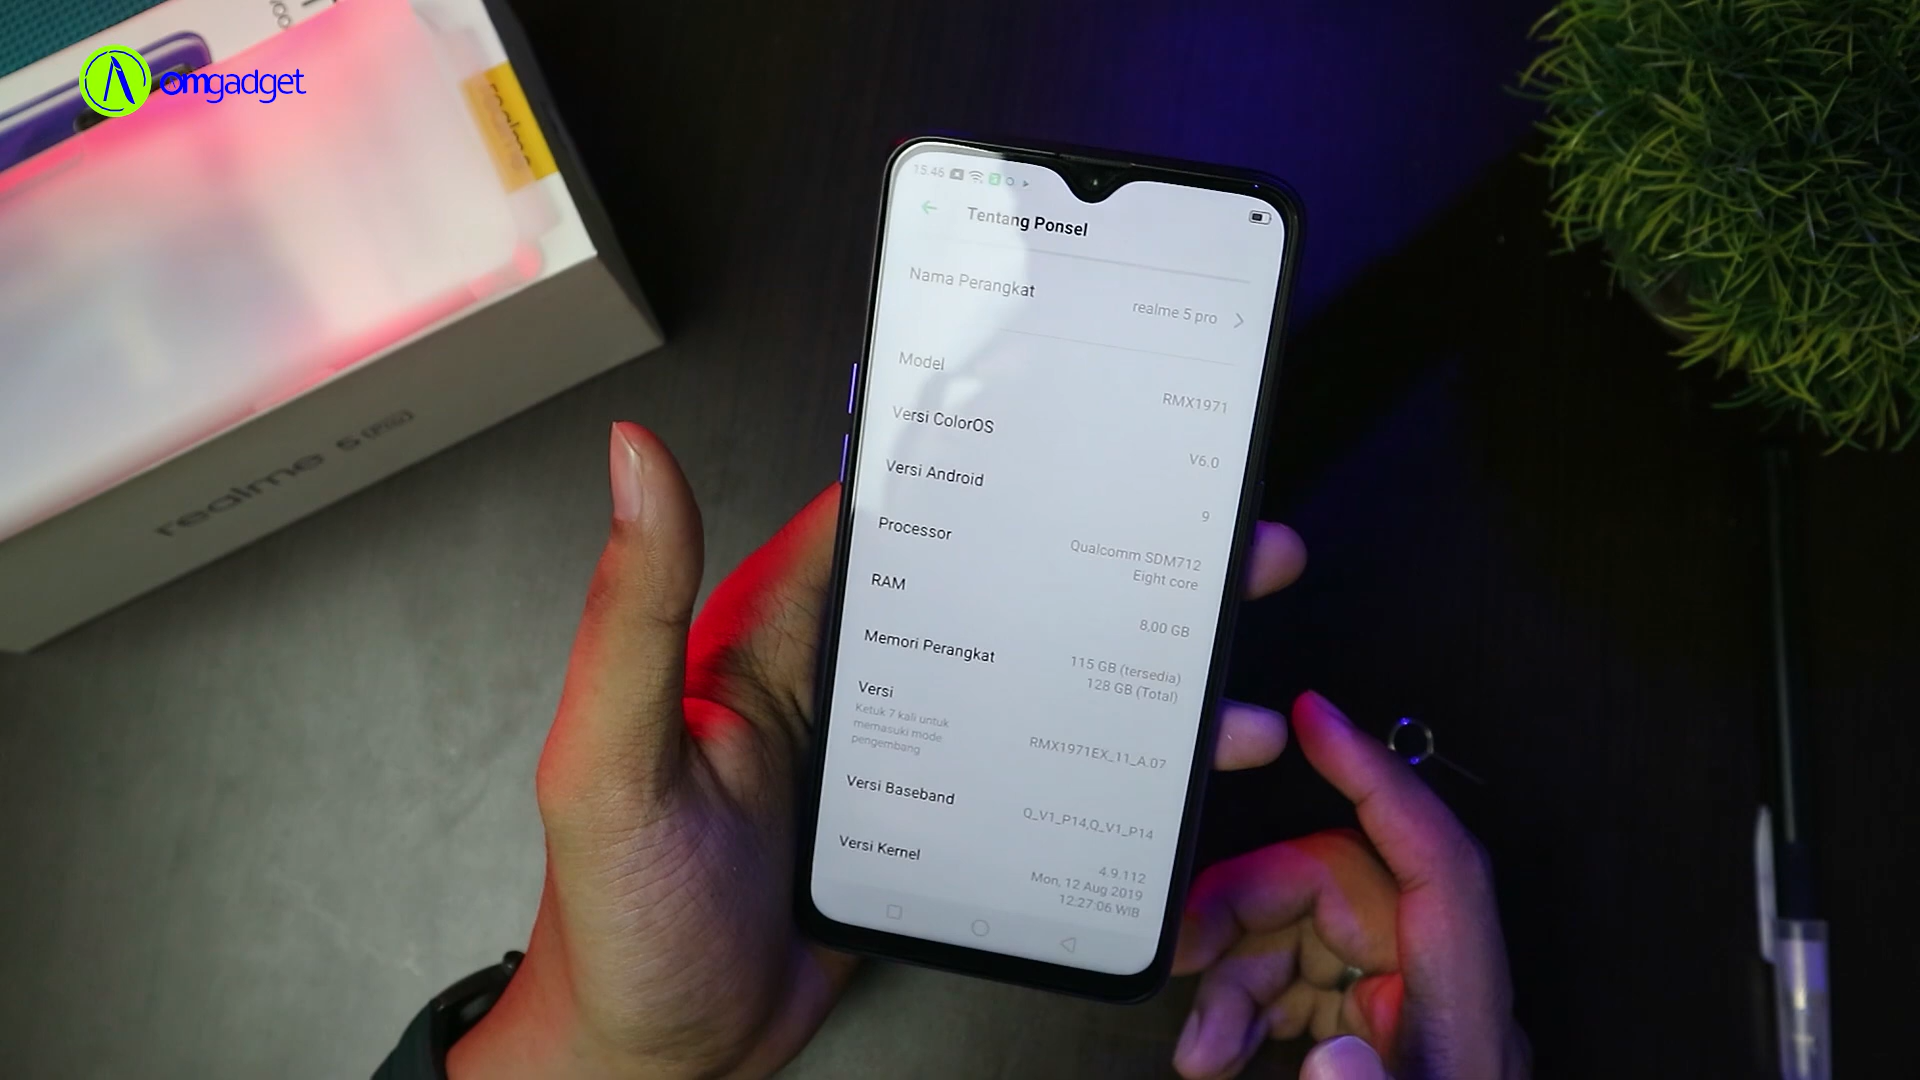 omgadget
realme
realme 5 PRO
15.46
Tentang Ponsel
Nama Perangkat
realme 5 pro
Model
RMX1971
Versi ColorOS
V6.0
Versi Android
9
Processor
Qualcomm SDM712
Eight core
RAM
8,00 GB
Memori Perangkat
115 GB (tersedia)
128 GB (Total)
Versi
Ketuk 7 kali untuk
memasuki mode
pengembang
RMX1971EX_11_A.07
Versi Baseband
Q_V1_P14,Q_V1_P14
Versi Kernel
4.9.112
Mon, 12 Aug 2019
12.27.06 WIB